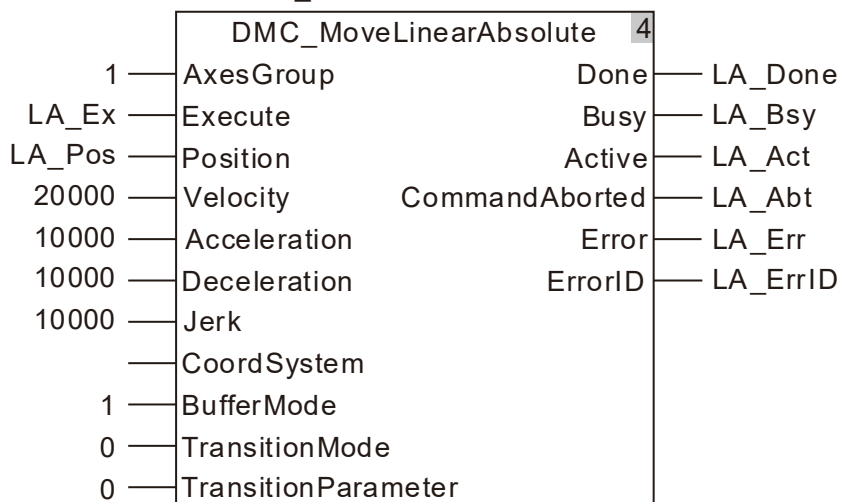 DMC_MoveLinearAbsolute 4
1 AxesGroup Done LA_Done
LA_Ex Execute Busy LA_Bsy
LA_Pos Position Active LA_Act
20000 Velocity CommandAborted LA_Abt
10000 Acceleration Error LA_Err
10000 Deceleration ErrorID LA_ErrID
10000 Jerk
CoordSystem
1 BufferMode
0 TransitionMode
0 TransitionParameter